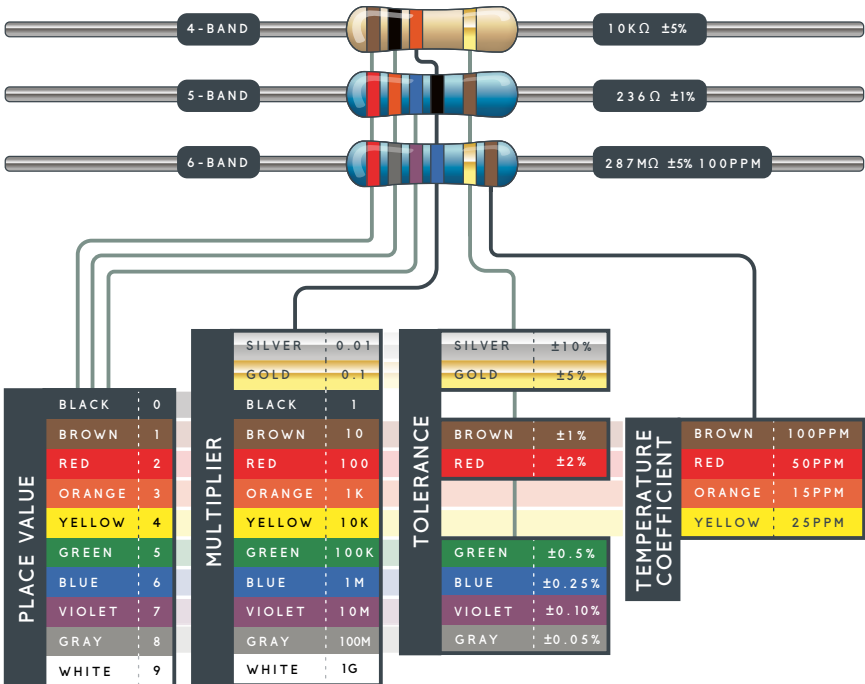 4-BAND 10KΩ ±5%
5-BAND 236Ω ±1%
6-BAND 287MΩ ±5% 100PPM
PLACE VALUE
BLACK 0
BROWN 1
RED 2
ORANGE 3
YELLOW 4
GREEN 5
BLUE 6
VIOLET 7
GRAY 8
WHITE 9
MULTIPLIER
SILVER 0.01
GOLD 0.1
BLACK 1
BROWN 10
RED 100
ORANGE 1K
YELLOW 10K
GREEN 100K
BLUE 1M
VIOLET 10M
GRAY 100M
WHITE 1G
TOLERANCE
SILVER ±10%
GOLD ±5%
BROWN ±1%
RED ±2%
GREEN ±0.5%
BLUE ±0.25%
VIOLET ±0.10%
GRAY ±0.05%
TEMPERATURE
COEFFICIENT
BROWN 100PPM
RED 50PPM
ORANGE 15PPM
YELLOW 25PPM